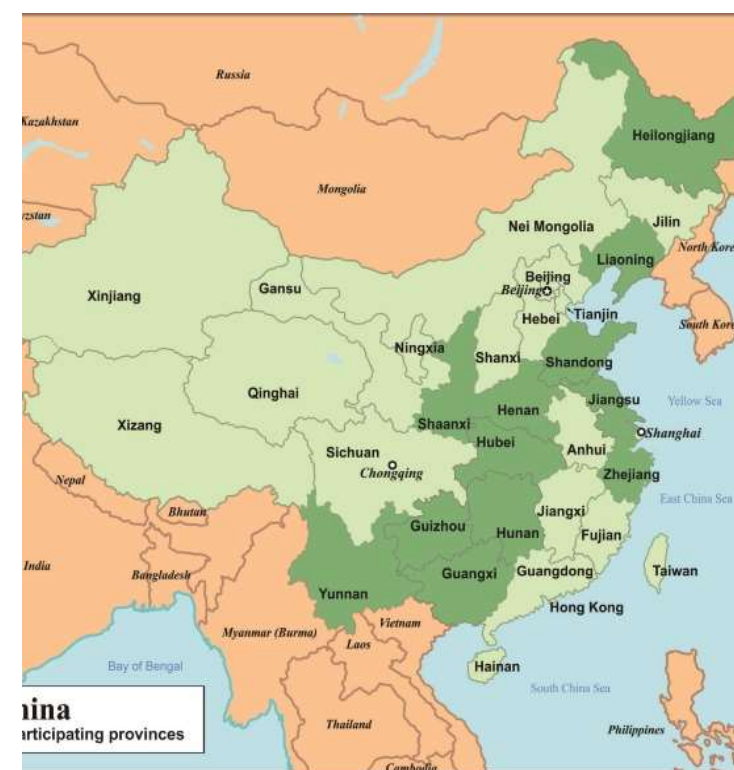 Russia
Kazakhstan
Heilongjiang
Mongolia
zstan
Jilin
Nei Mongolia
North Kore
Liaoning
Beijing
Beijing
Gansu
Xinjiang
Tianjin
Hebei
South Kore
Ningxia
Shanxi
Shandong
Qinghai
Jiangsu
Yellow Sea
Henan
Xizang
Shaanxi
Shanghai
Hubei
Anhui
Sichuan
Chongqing
Zhejiang
Nepal
East China Sea
Bhutan
Jiangxi
Guizhou
Hunan
Fujian
India
Bangladesh
Guangxi
Guangdong
Taiwan
Yunnan
Hong Kong
Vietnam
Myanmar (Burma)
Laos
Bay of Bengal
Hainan
South China Sea
hina
articipating provinces
Thailand
Philippines
Cambodia